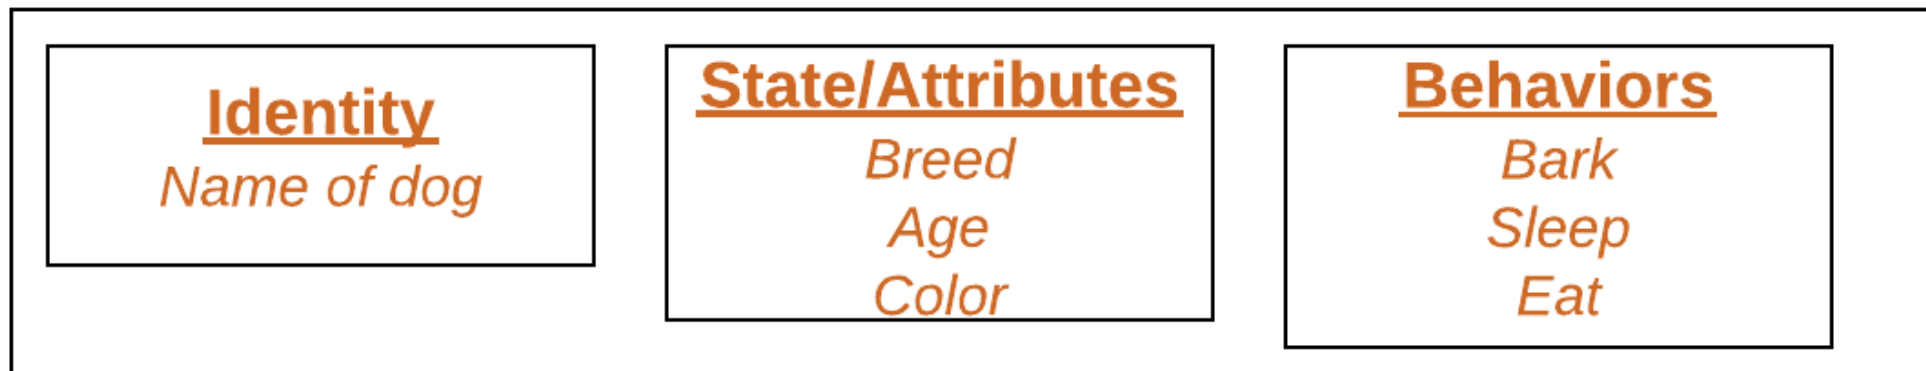 Identity
Name of dog
State/Attributes
Breed
Age
Color
Behaviors
Bark
Sleep
Eat